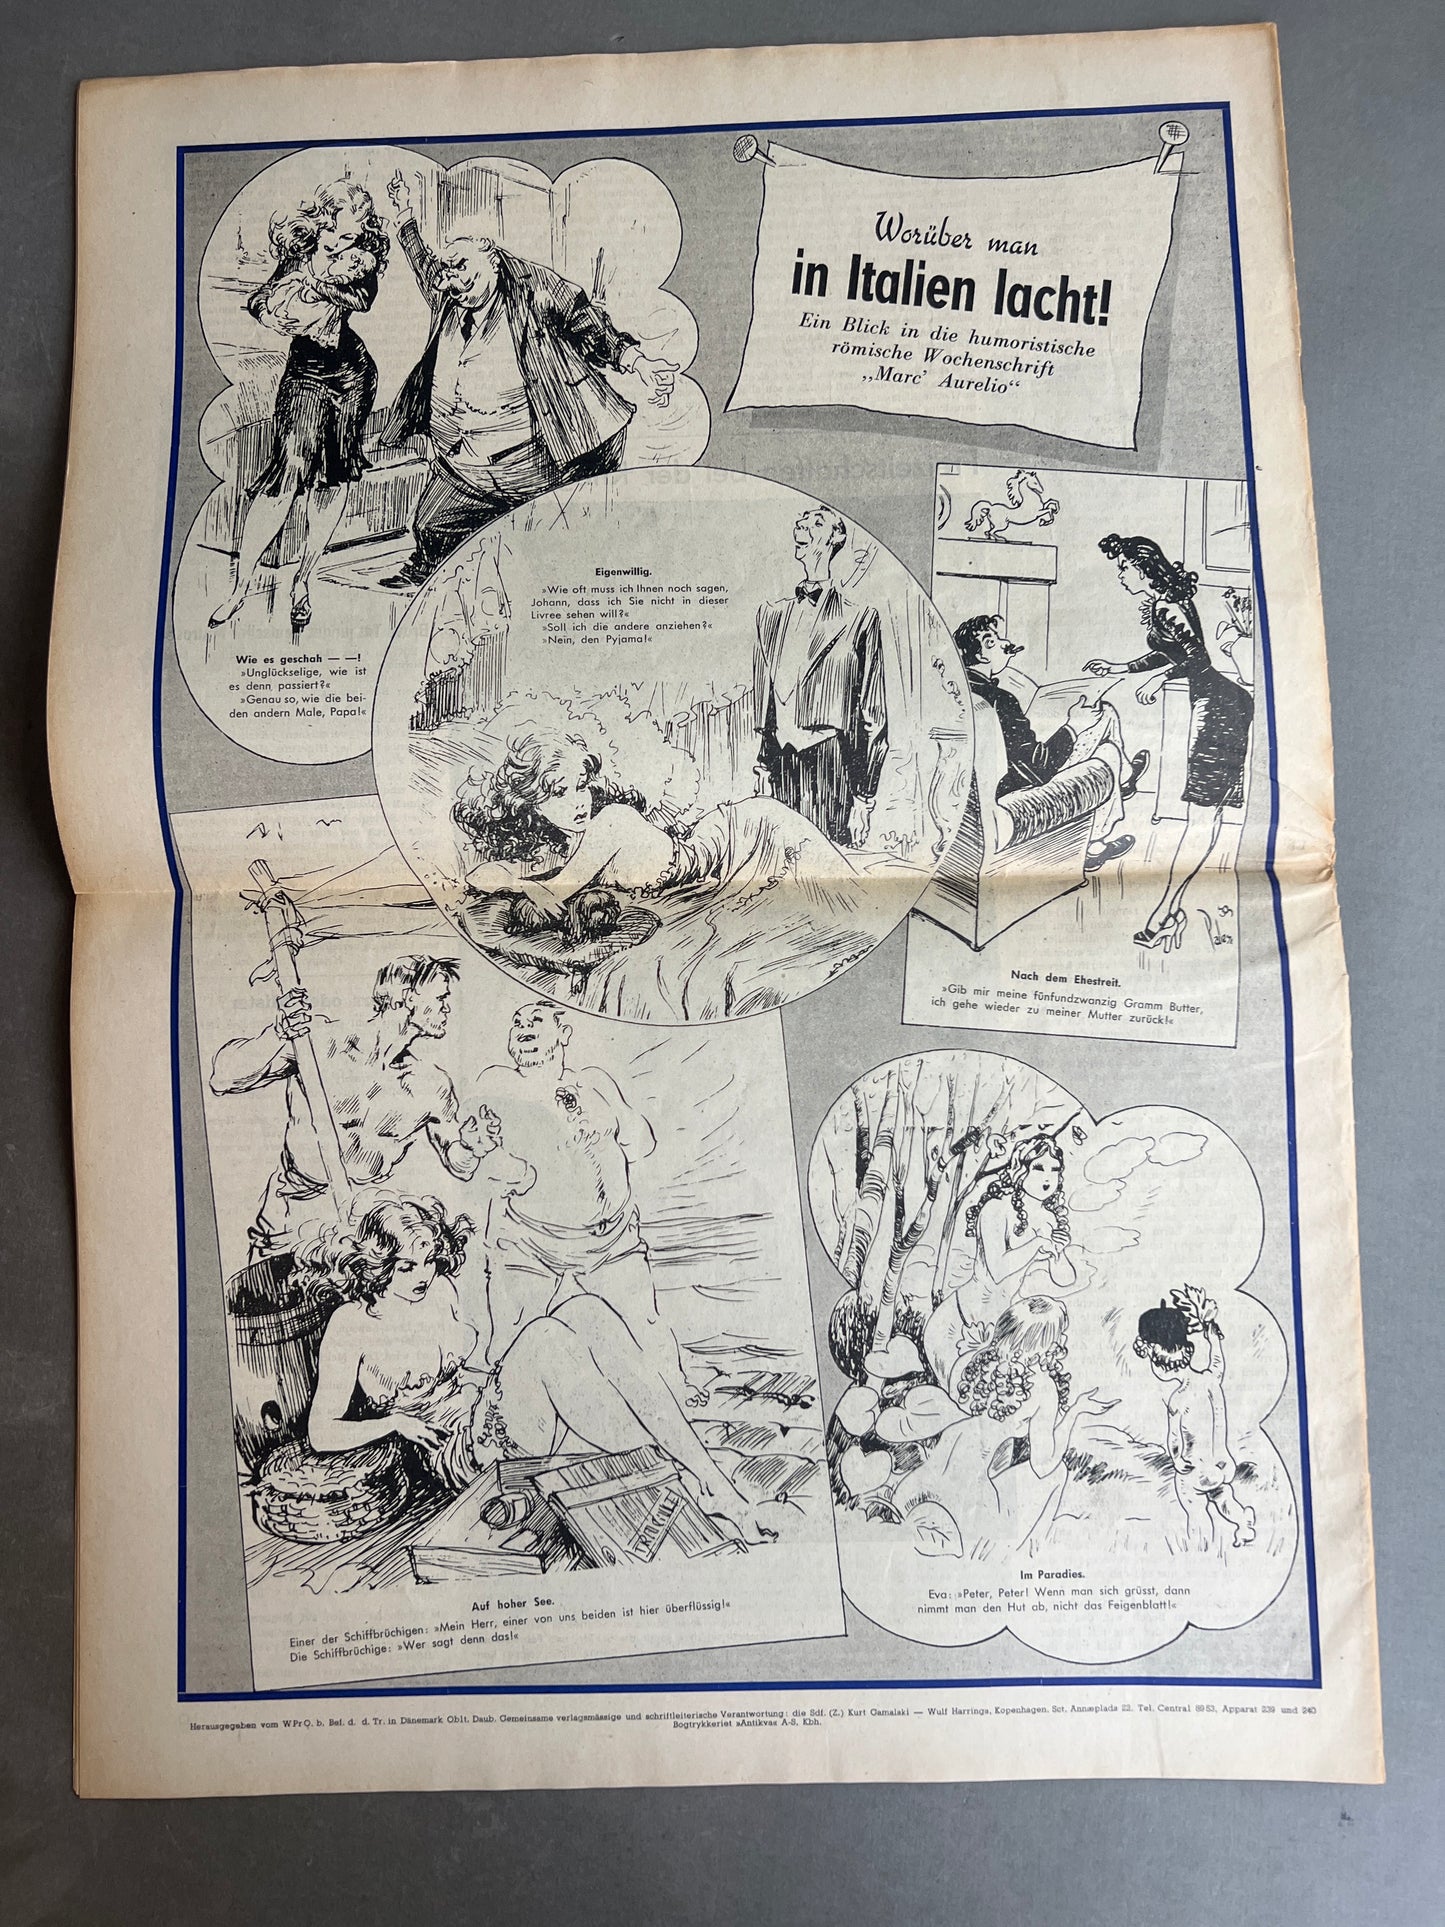 Worüber man
in Italien lacht!
Ein Blick in die humoristische
römische Wochenschrift
„Marc' Aurelio“
Wie es geschah — —!
»Unglückselige, wie ist
es denn passiert?«
»Genau so, wie die bei-
den andern Male, Papa!«
Eigenwillig.
»Wie oft muss ich Ihnen noch sagen,
Johann, dass ich Sie nicht in dieser
Livree sehen will?«
»Soll ich die andere anziehen?«
»Nein, den Pyjama!«
Nach dem Ehestreit.
»Gib mir meine fünfundzwanzig Gramm Butter,
ich gehe wieder zu meiner Mutter zurück!«
Auf hoher See.
Einer der Schiffbrüchigen: »Mein Herr, einer von uns beiden ist hier überflüssig!«
Die Schiffbrüchige: »Wer sagt denn das!«
Im Paradies.
Eva: »Peter, Peter! Wenn man sich grüsst, dann
nimmt man den Hut ab, nicht das Feigenblatt!«
Herausgegeben vom WPrO. b. Bef. d. d. Tr. in Dänemark Oblt. Daub. Gemeinsame verlagsmässige und schriftleiterische Verantwortung: die Sdf. (Z.) Kurt Gamalski — Wulf Harringa, Kopenhagen. Sct. Annæplads 22. Tel. Central 8953, Apparat 239 und 240
Bogtrykkeriet »Antikva« A-S, Kbh.